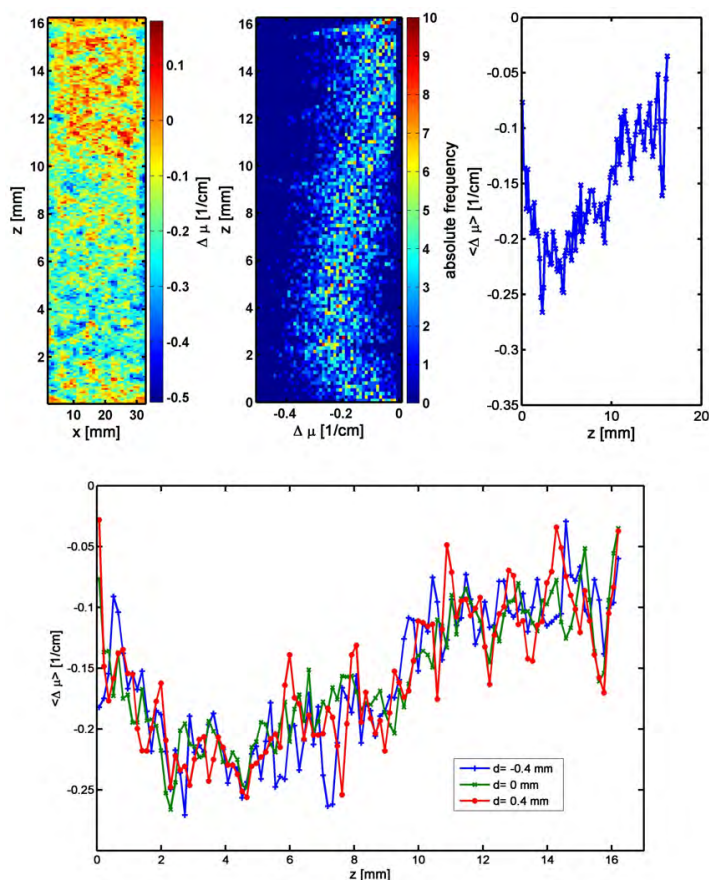 16
14
12
10
8
6
4
2
z [mm]
10 20 30
x [mm]
0.1
0
-0.1
-0.2
-0.3
-0.4
-0.5
Δ μ [1/cm]
16
14
12
10
8
6
4
2
0
z [mm]
-0.4 -0.2 0
Δ μ [1/cm]
10
9
8
7
6
5
4
3
2
1
0
absolute frequency
0
-0.05
-0.1
-0.15
-0.2
-0.25
-0.3
-0.35
<Δ μ> [1/cm]
0 5 10 15 20
z [mm]
0
-0.05
-0.1
-0.15
-0.2
-0.25
-0.30
<Δ μ> [1/cm]
0 2 4 6 8 10 12 14 16
z [mm]
d= -0.4 mm
d= 0 mm
d= 0.4 mm